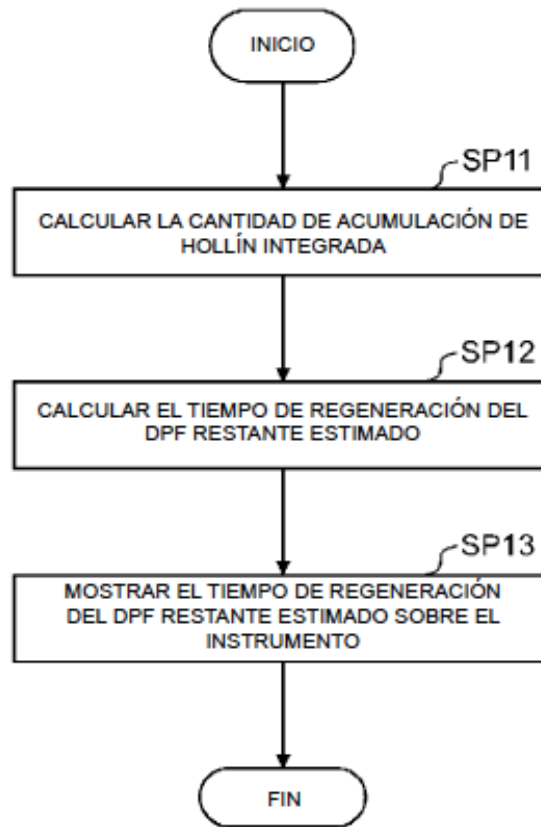 INICIO
SP11
CALCULAR LA CANTIDAD DE ACUMULACIÓN DE
HOLLÍN INTEGRADA
SP12
CALCULAR EL TIEMPO DE REGENERACIÓN DEL
DPF RESTANTE ESTIMADO
SP13
MOSTRAR EL TIEMPO DE REGENERACIÓN
DEL DPF RESTANTE ESTIMADO SOBRE EL
INSTRUMENTO
FIN